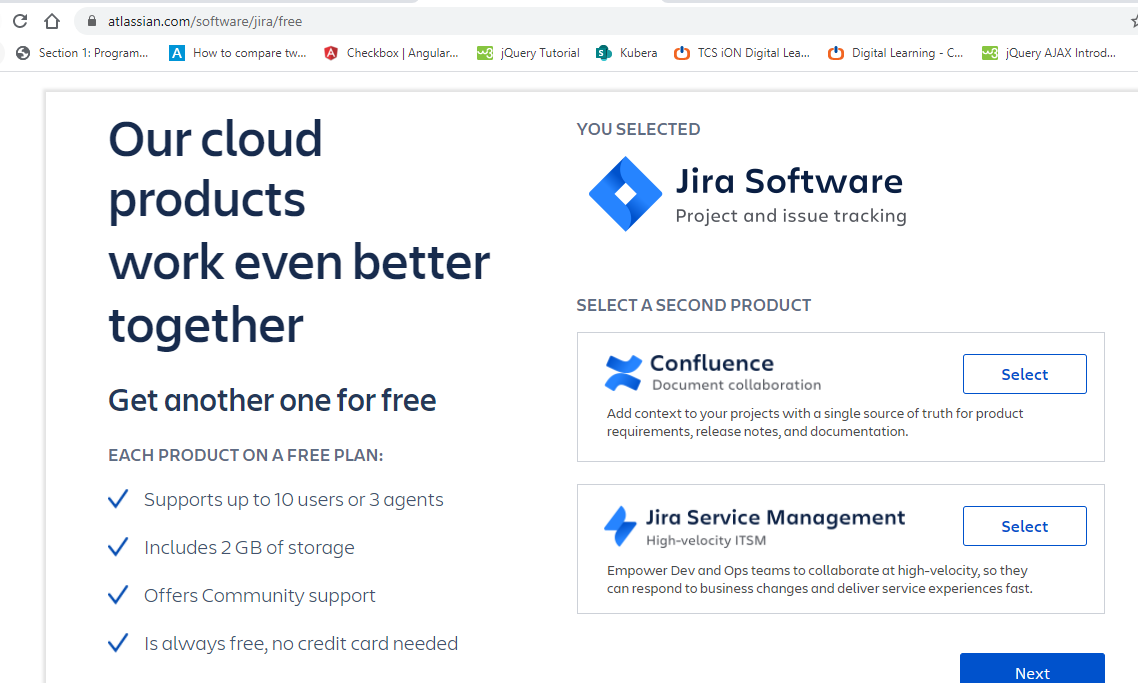 atlassian.com/software/jira/free
Section 1: Program...
How to compare tw...
Checkbox | Angular...
jQuery Tutorial
Kubera
TCS iON Digital Lea...
Digital Learning - C...
jQuery AJAX Introd...
Our cloud
products
work even better
together
Get another one for free
EACH PRODUCT ON A FREE PLAN:
Supports up to 10 users or 3 agents
Includes 2 GB of storage
Offers Community support
Is always free, no credit card needed
YOU SELECTED
Jira Software
Project and issue tracking
SELECT A SECOND PRODUCT
Confluence
Document collaboration
Select
Add context to your projects with a single source of truth for product
requirements, release notes, and documentation.
Jira Service Management
High-velocity ITSM
Select
Empower Dev and Ops teams to collaborate at high-velocity, so they
can respond to business changes and deliver service experiences fast.
Next